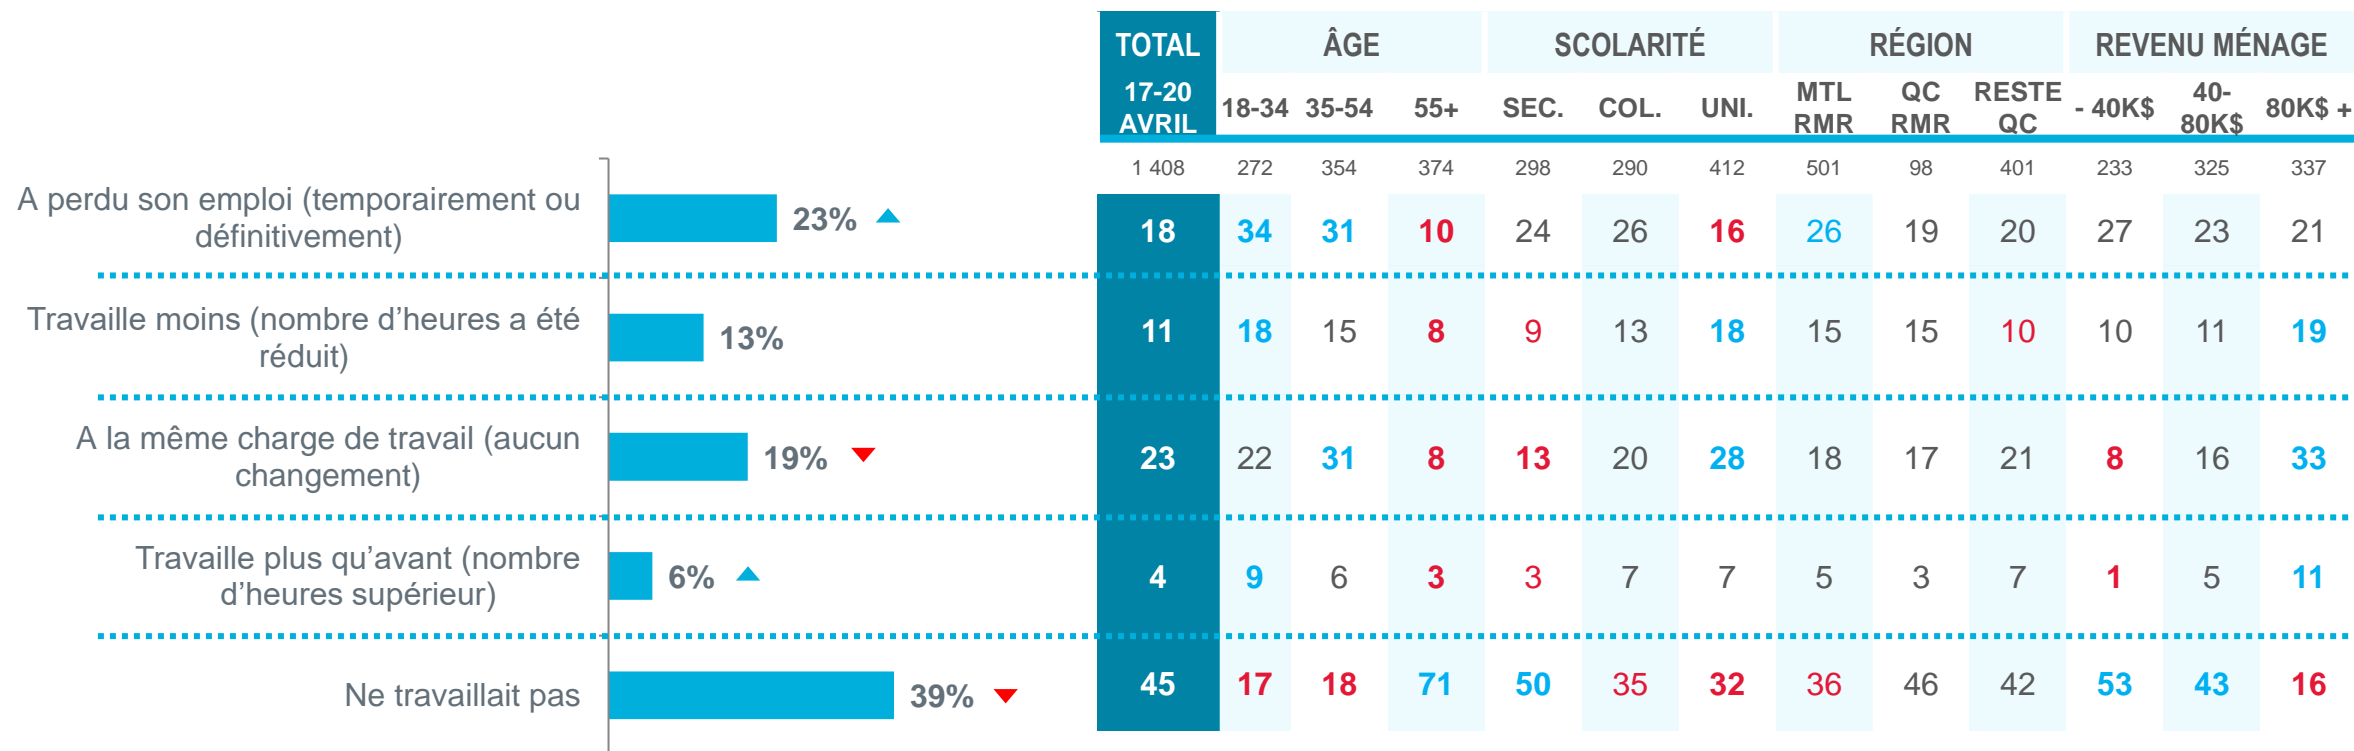 TOTAL ÂGE SCOLARITÉ RÉGION REVENU MÉNAGE
17-20 AVRIL 18-34 35-54 55+ SEC. COL. UNI. MTL RMR QC RMR RESTE QC - 40K$ 40-80K$ 80K$ +
1 408 272 354 374 298 290 412 501 98 401 233 325 337
A perdu son emploi (temporairement ou
définitivement)
23%
18 34 31 10 24 26 16 26 19 20 27 23 21
Travaille moins (nombre d’heures a été
réduit)
13%
11 18 15 8 9 13 18 15 15 10 10 11 19
A la même charge de travail (aucun
changement)
19%
23 22 31 8 13 20 28 18 17 21 8 16 33
Travaille plus qu’avant (nombre
d’heures supérieur)
6%
4 9 6 3 3 7 7 5 3 7 1 5 11
Ne travaillait pas
39%
45 17 18 71 50 35 32 36 46 42 53 43 16